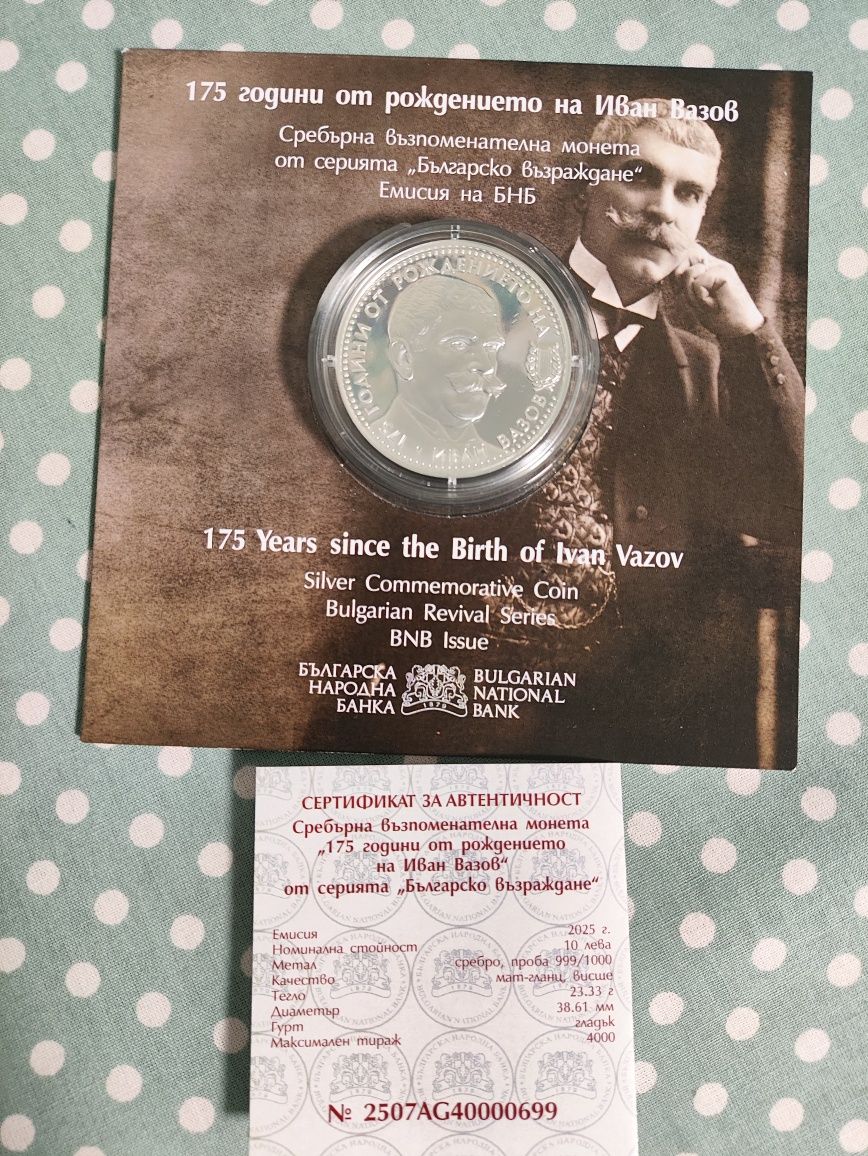 175 години от рождението на Иван Вазов
Сребърна възпоменателна монета
от серията „Българско възраждане“
Емисия на БНБ
175 ГОДИНИ ОТ РОЖДЕНИЕТО НА
ИВАН ВАЗОВ
175 Years since the Birth of Ivan Vazov
Silver Commemorative Coin
Bulgarian Revival Series
BNB Issue
БЪЛГАРСКА
НАРОДНА
БАНКА
1879
BULGARIAN
NATIONAL
BANK
СЕРТИФИКАТ ЗА АВТЕНТИЧНОСТ
Сребърна възпоменателна монета
„175 години от рождението
на Иван Вазов“
от серията „Българско възраждане“
Емисия 2025 г.
Номинална стойност 10 лева
Метал сребро, проба 999/1000
Качество мат-гланц, висше
Тегло 23.33 г
Диаметър 38.61 мм
Гурт гладък
Максимален тираж 4000
№ 2507AG40000699